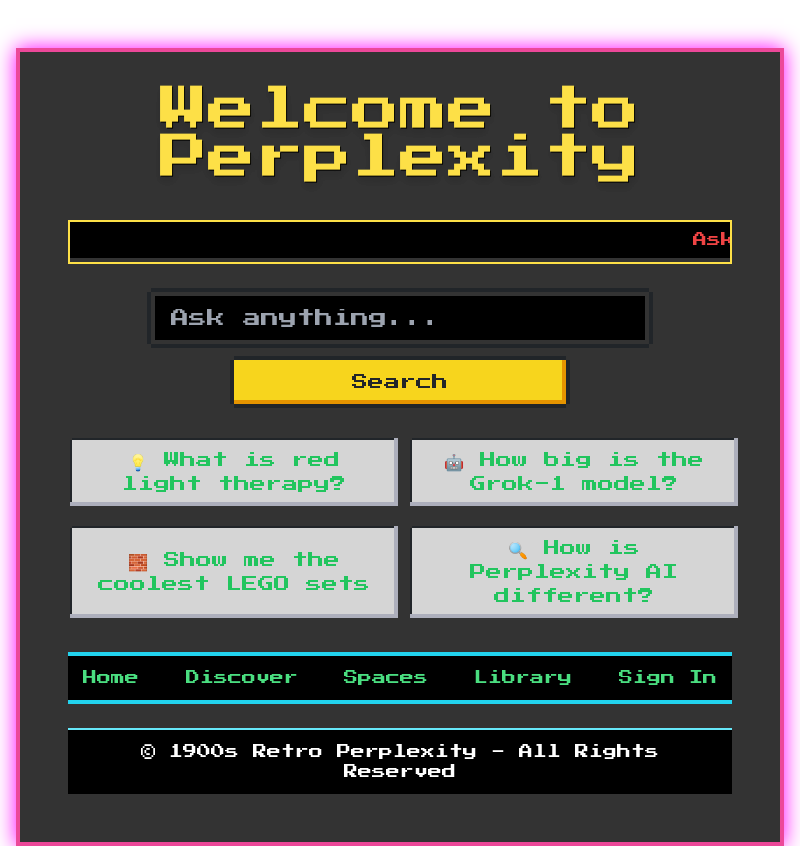 Welcome to
Perplexity
Ask
Ask anything...
Search
💡 What is red
light therapy?
🤖 How big is the
Grok-1 model?
🧱 Show me the
coolest LEGO sets
🔍 How is
Perplexity AI
different?
Home Discover Spaces Library Sign In
© 1900s Retro Perplexity - All Rights
Reserved